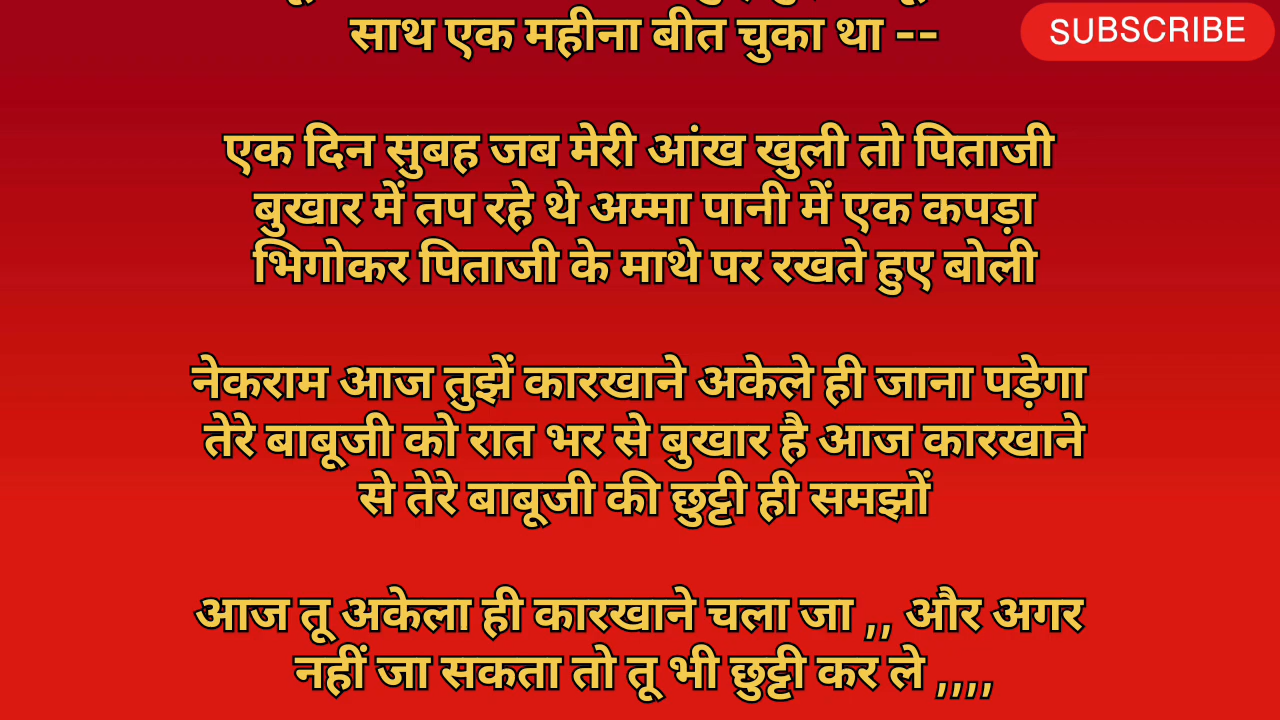 साथ एक महीना बीत चुका था --
SUBSCRIBE
एक दिन सुबह जब मेरी आंख खुली तो पिताजी
बुखार में तप रहे थे अम्मा पानी में एक कपड़ा
भिगोकर पिताजी के माथे पर रखते हुए बोली
नेकराम आज तुझें कारखाने अकेले ही जाना पड़ेगा
तेरे बाबूजी को रात भर से बुखार है आज कारखाने
से तेरे बाबूजी की छुट्टी ही समझों
आज तू अकेला ही कारखाने चला जा ,, और अगर
नहीं जा सकता तो तू भी छुट्टी कर ले ,,,,